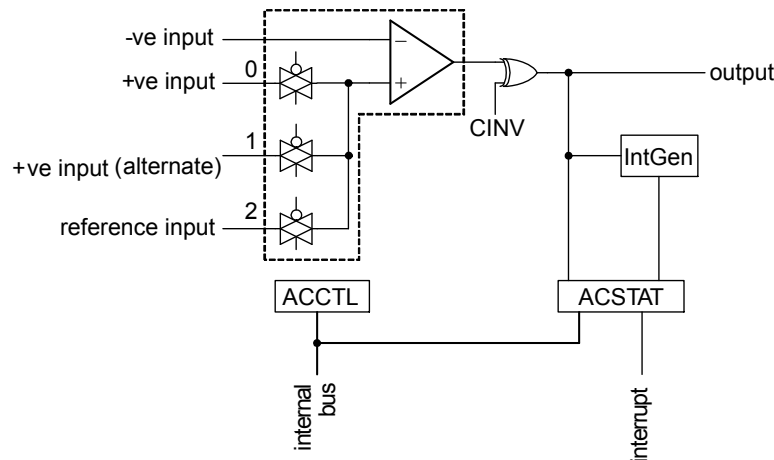 -ve input
−
+ve input
0
+
output
CINV
1
+ve input (alternate)
IntGen
2
reference input
ACCTL
ACSTAT
internal
bus
interrupt